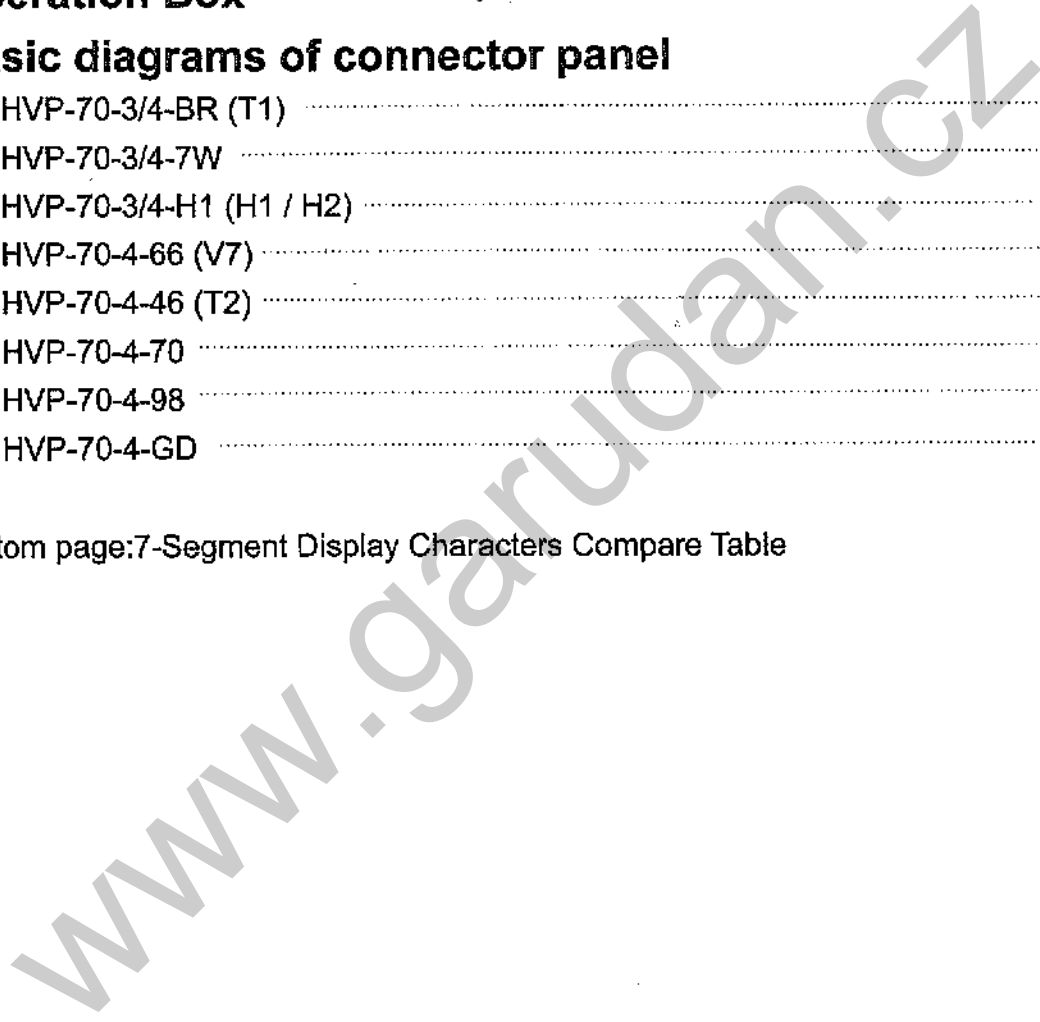 eration Box
sic diagrams of connector panel
HVP-70-3/4-BR (T1)
HVP-70-3/4-7W
HVP-70-3/4-H1 (H1 / H2)
HVP-70-4-66 (V7)
HVP-70-4-46 (T2)
HVP-70-4-70
HVP-70-4-98
HVP-70-4-GD
tom page:7-Segment Display Characters Compare Table
www.garudan.cz